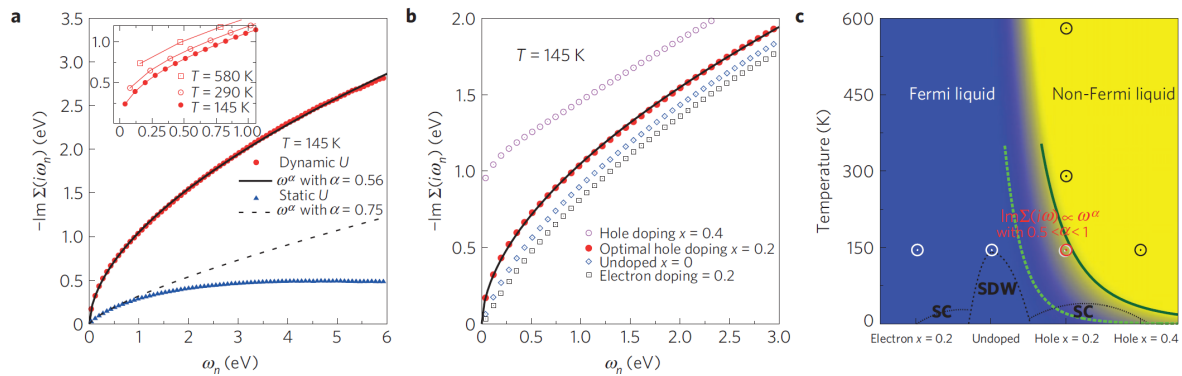 a
3.5
3.0
2.5
2.0
1.5
1.0
0.5
0
−Im Σ(iωn) (eV)
1.0
0.5
T = 580 K
T = 290 K
T = 145 K
0 0.25 0.50 0.75 1.00
T = 145 K
Dynamic U
ω^α with α = 0.56
Static U
ω^α with α = 0.75
0 1 2 3 4 5 6
ωn (eV)
b
2.0
1.5
1.0
0.5
0.0
−Im Σ(iωn) (eV)
T = 145 K
Hole doping x = 0.4
Optimal hole doping x = 0.2
Undoped x = 0
Electron doping = 0.2
0 0.5 1.0 1.5 2.0 2.5 3.0
ωn (eV)
c
600
450
300
150
0
Temperature (K)
Fermi liquid
Non-Fermi liquid
ImΣ(iω) ∝ ω^α
with 0.5<α<1
SDW
SC
SC
Electron x = 0.2 Undoped Hole x = 0.2 Hole x = 0.4